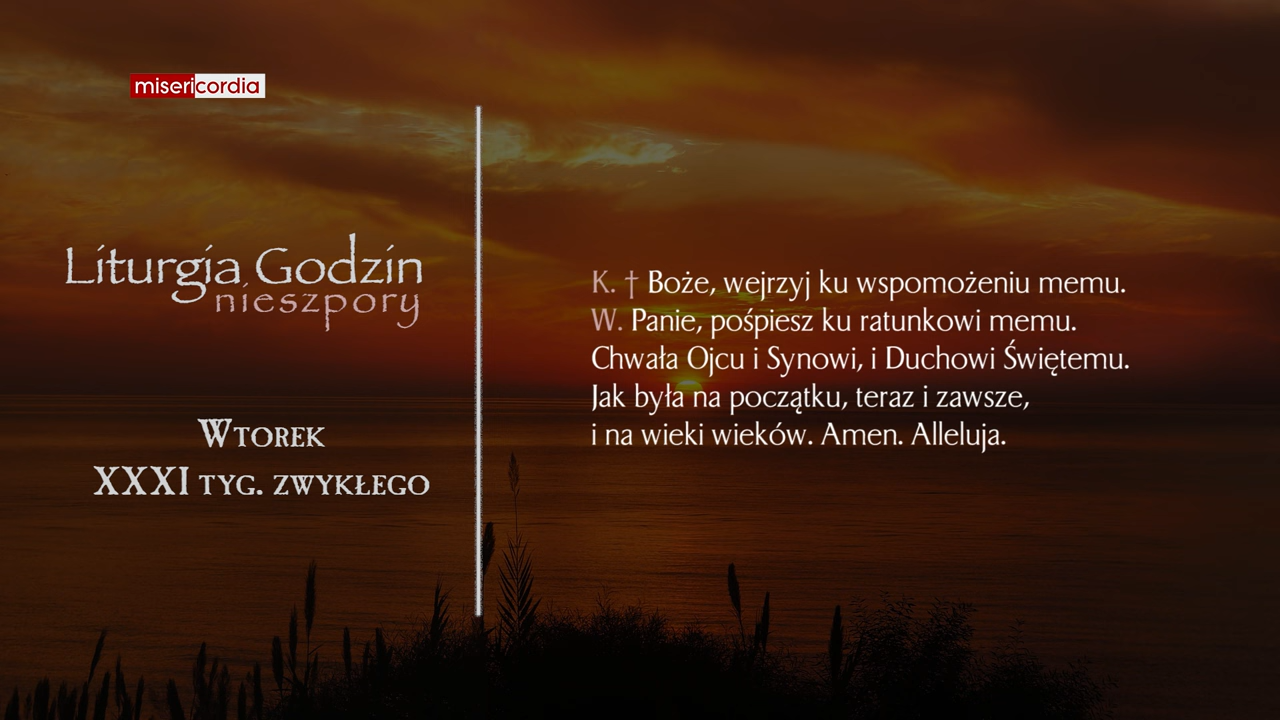 misericordia
Liturgia Godzin
nieszpory
Wtorek
XXXI tyg. zwykłego
K. † Boże, wejrzyj ku wspomożeniu memu.
W. Panie, pośpiesz ku ratunkowi memu.
Chwała Ojcu i Synowi, i Duchowi Świętemu.
Jak była na początku, teraz i zawsze,
i na wieki wieków. Amen. Alleluja.